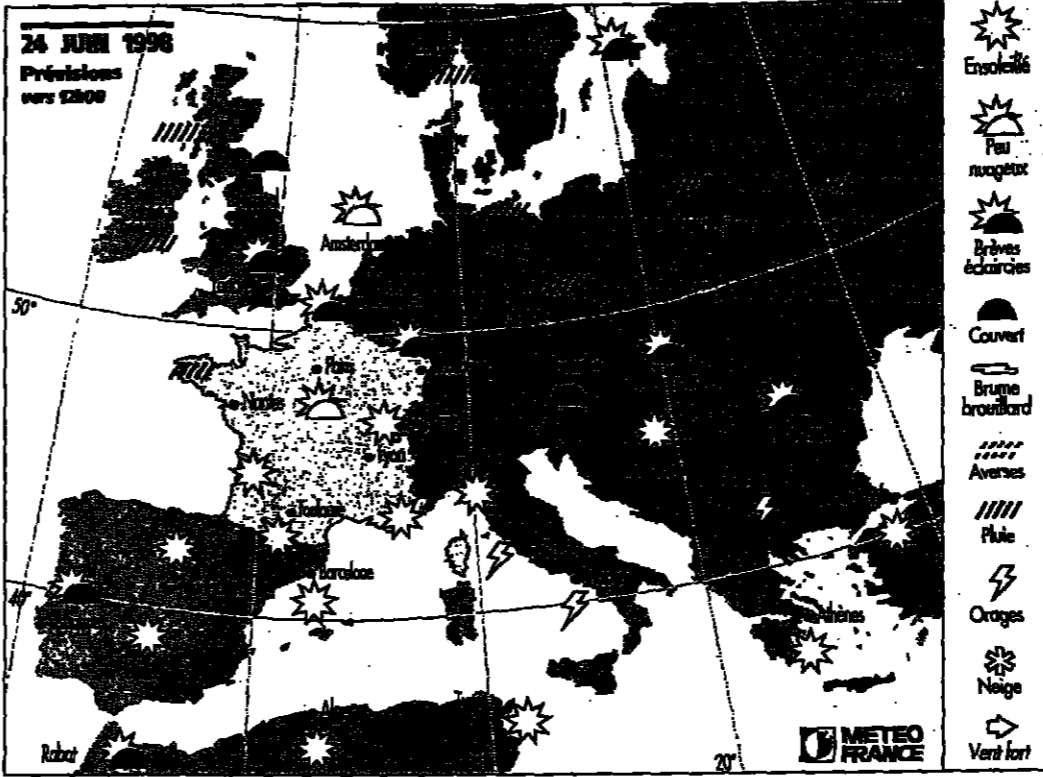 24 JUIN 1998
Prévisions
vers 12h00
Amsterdam
50°
Paris
Nantes
Lyon
Toulouse
Barcelone
40°
Athènes
Rabat
20°
METEO
FRANCE
Ensoleillé
Peu
nuageux
Brèves
éclaircies
Couvert
Brume
brouillard
Averses
Pluie
Orages
Neige
Vent fort